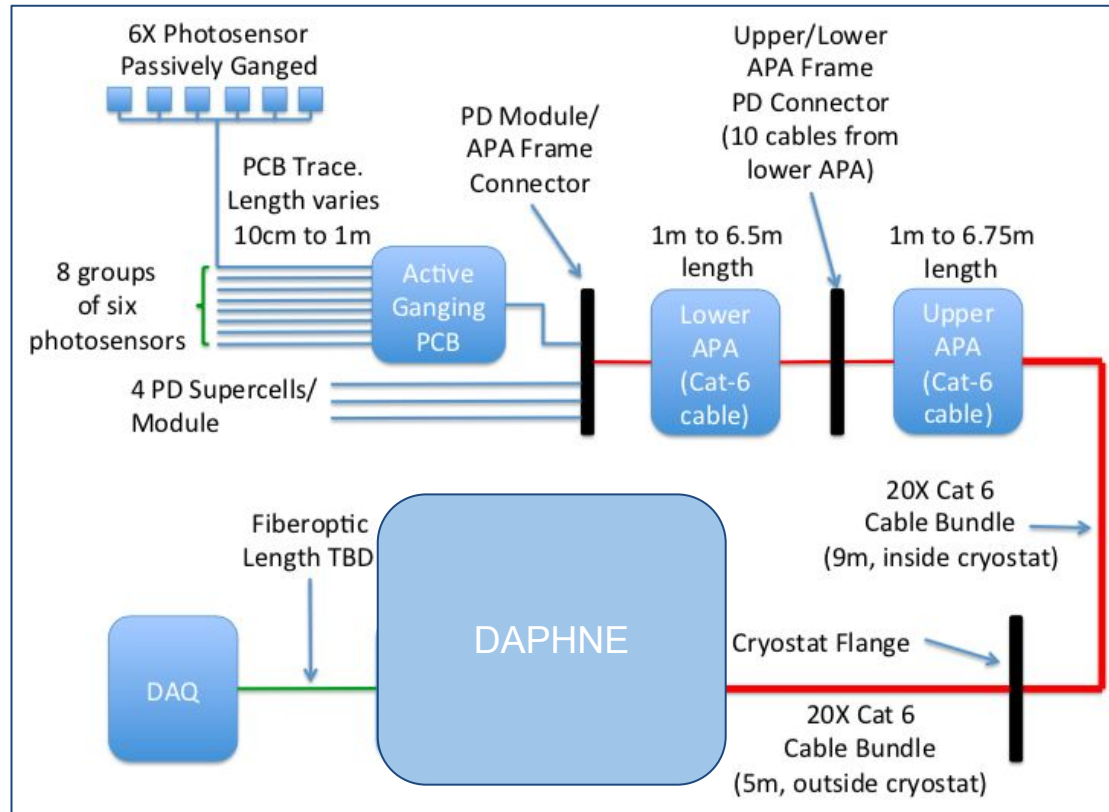 6X Photosensor
Passively Ganged
PCB Trace.
Length varies
10cm to 1m
8 groups
of six
photosensors
Active
Ganging
PCB
4 PD Supercells/
Module
PD Module/
APA Frame
Connector
Upper/Lower
APA Frame
PD Connector
(10 cables from
lower APA)
1m to 6.5m
length
Lower
APA
(Cat-6
cable)
1m to 6.75m
length
Upper
APA
(Cat-6
cable)
20X Cat 6
Cable Bundle
(9m, inside cryostat)
Cryostat Flange
20X Cat 6
Cable Bundle
(5m, outside cryostat)
DAPHNE
Fiberoptic
Length TBD
DAQ